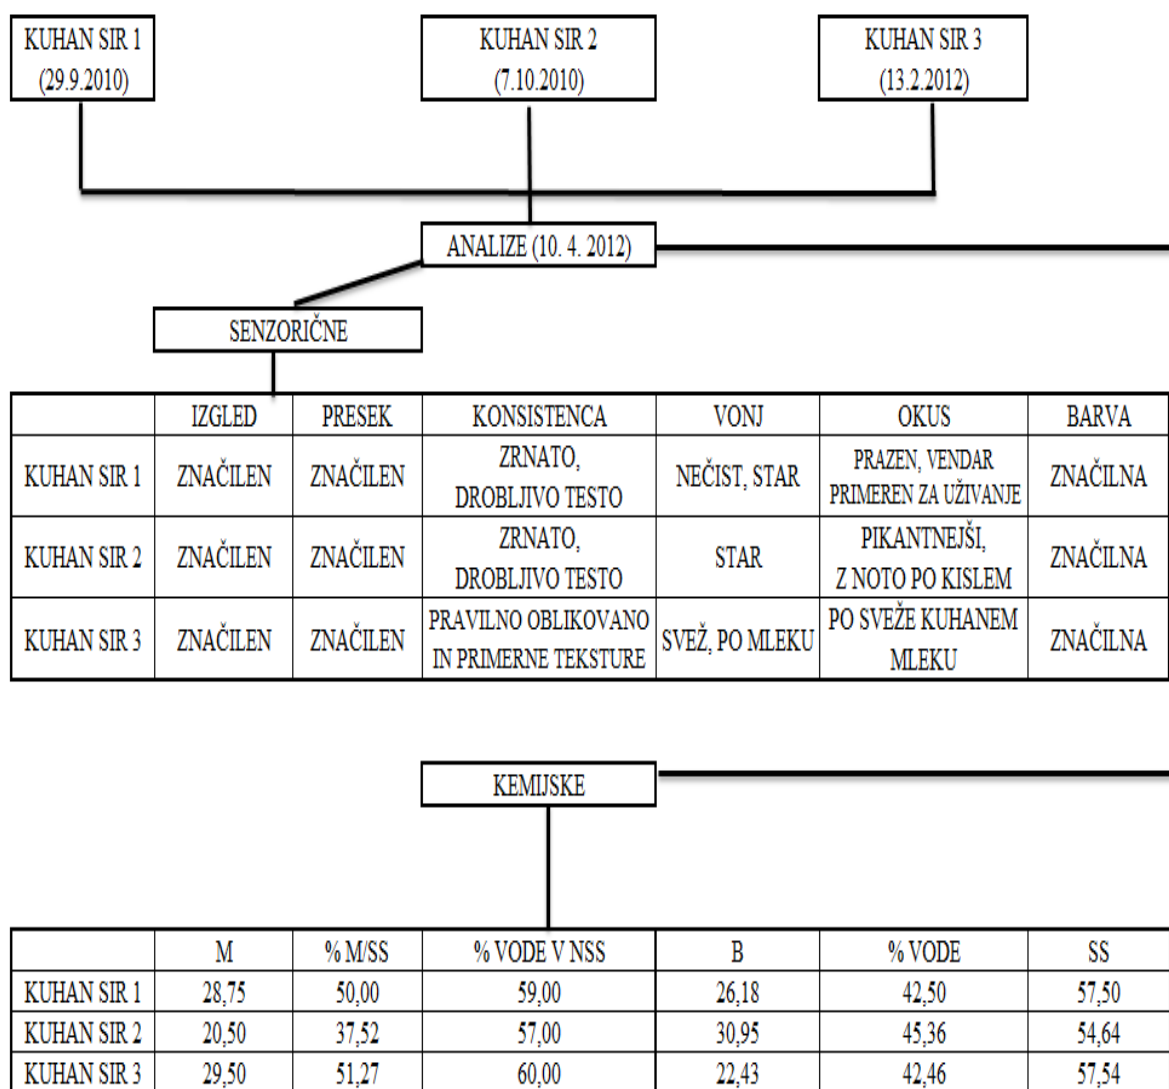 KUHAN SIR 1
(29.9.2010)
KUHAN SIR 2
(7.10.2010)
KUHAN SIR 3
(13.2.2012)
ANALIZE (10. 4. 2012)
SENZORIČNE
IZGLED PRESEK KONSISTENCA VONJ OKUS BARVA
KUHAN SIR 1 ZNAČILEN ZNAČILEN ZRNATO, DROBLJIVO TESTO NEČIST, STAR PRAZEN, VENDAR PRIMEREN ZA UŽIVANJE ZNAČILNA
KUHAN SIR 2 ZNAČILEN ZNAČILEN ZRNATO, DROBLJIVO TESTO STAR PIKANTNEJŠI, Z NOTO PO KISLEM ZNAČILNA
KUHAN SIR 3 ZNAČILEN ZNAČILEN PRAVILNO OBLIKOVANO IN PRIMERNE TEKSTURE SVEŽ, PO MLEKU PO SVEŽE KUHANEM MLEKU ZNAČILNA
KEMIJSKE
M % M/SS % VODE V NSS B % VODE SS
KUHAN SIR 1 28,75 50,00 59,00 26,18 42,50 57,50
KUHAN SIR 2 20,50 37,52 57,00 30,95 45,36 54,64
KUHAN SIR 3 29,50 51,27 60,00 22,43 42,46 57,54